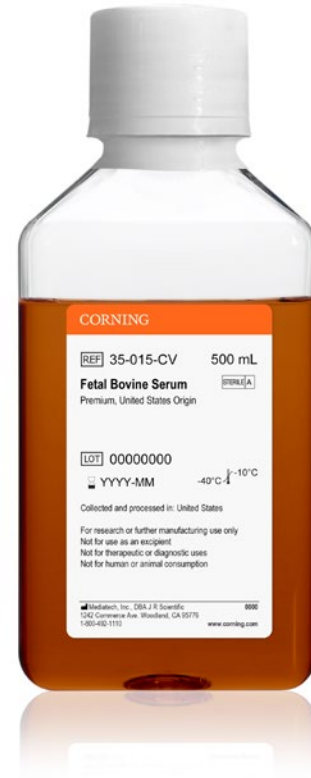 CORNING
REF 35-015-CV 500 mL
Fetal Bovine Serum STERILE A
Premium, United States Origin
LOT 00000000
YYYY-MM -40°C -10°C
Collected and processed in: United States
For research or further manufacturing use only
Not for use as an excipient
Not for therapeutic or diagnostic uses
Not for human or animal consumption
Mediatech, Inc., DBA J R Scientific 0000
1242 Commerce Ave. Woodland, CA 95776
1-800-492-1110 www.corning.com